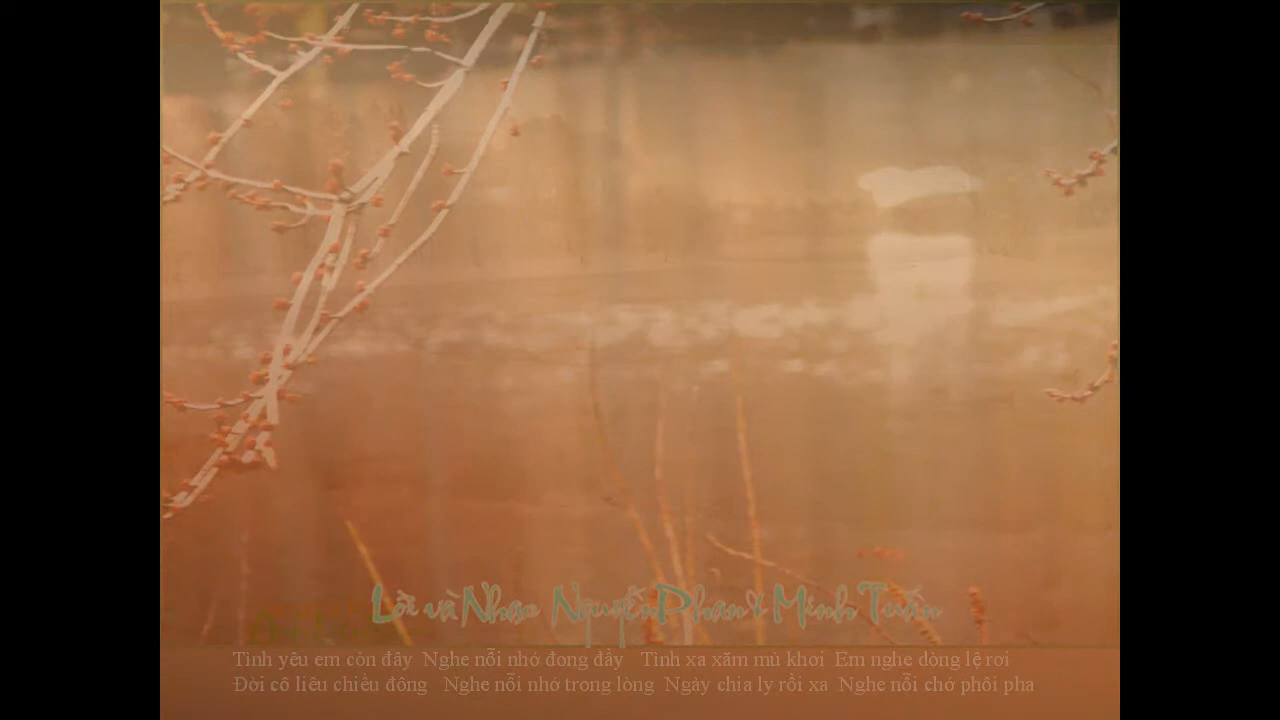 Lời và Nhạc Nguyễn Phan & Minh Tuấn
Tình yêu em còn đây Nghe nỗi nhớ đong đầy Tình xa xăm mù khơi Em nghe dòng lệ rơi
Đời cô liêu chiều đông Nghe nỗi nhớ trong lòng Ngày chia ly rồi xa Nghe nỗi chớ phôi pha